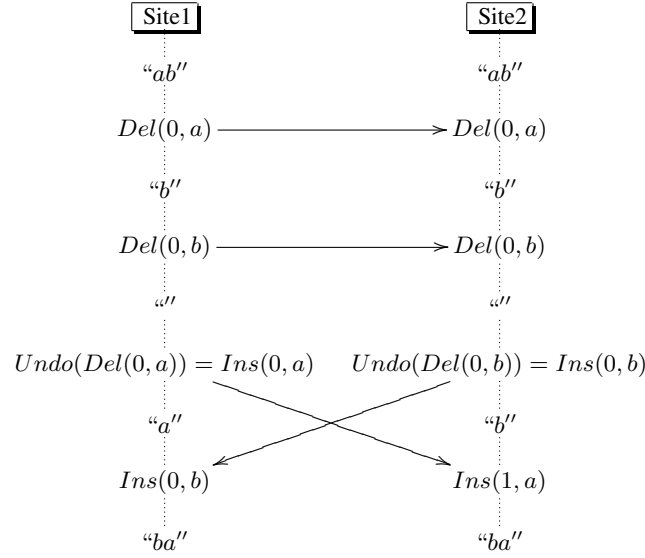 Site1 Site2
“ab″ “ab″
Del(0, a) Del(0, a)
“b″ “b″
Del(0, b) Del(0, b)
“″ “″
Undo(Del(0, a)) = Ins(0, a) Undo(Del(0, b)) = Ins(0, b)
“a″ “b″
Ins(0, b) Ins(1, a)
“ba″ “ba″